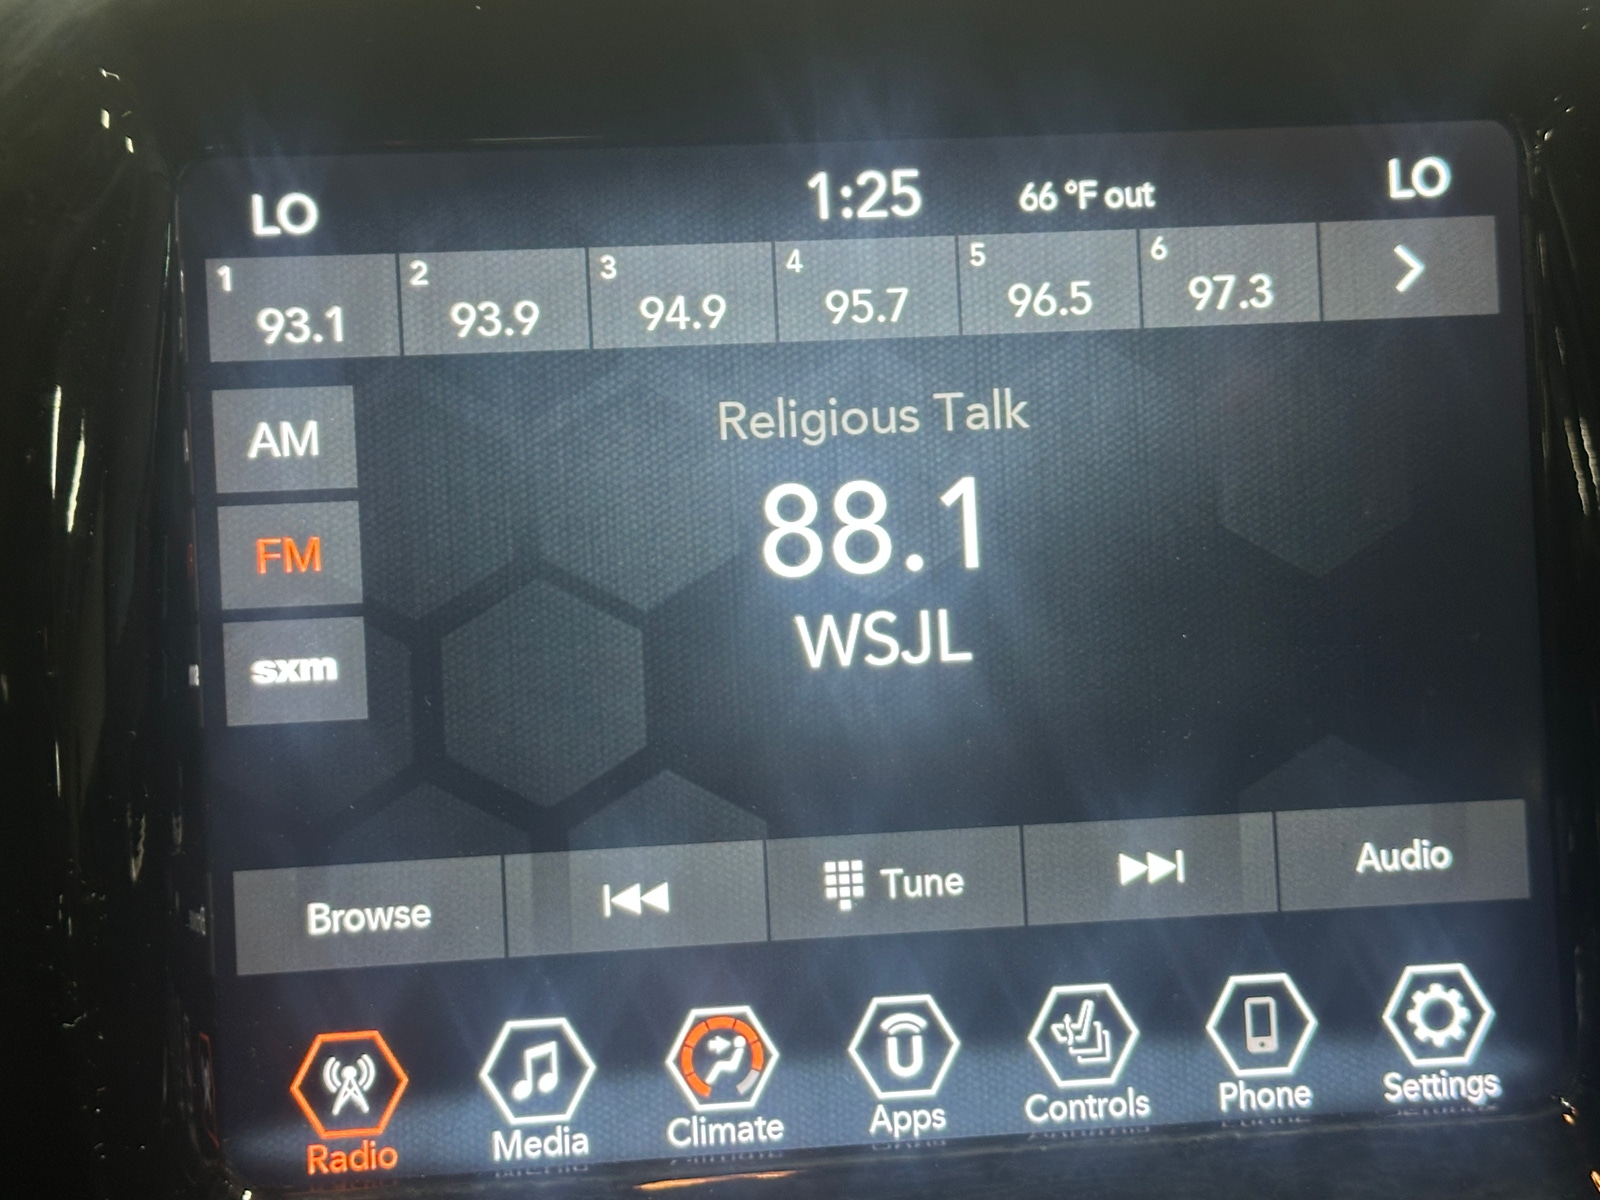 LO 1:25 66 °F out LO
1 2 3 4 5 6
93.1 93.9 94.9 95.7 96.5 97.3
AM
FM
sxm
Religious Talk
88.1
WSJL
Browse Tune Audio
Radio Media Climate Apps Controls Phone Settings